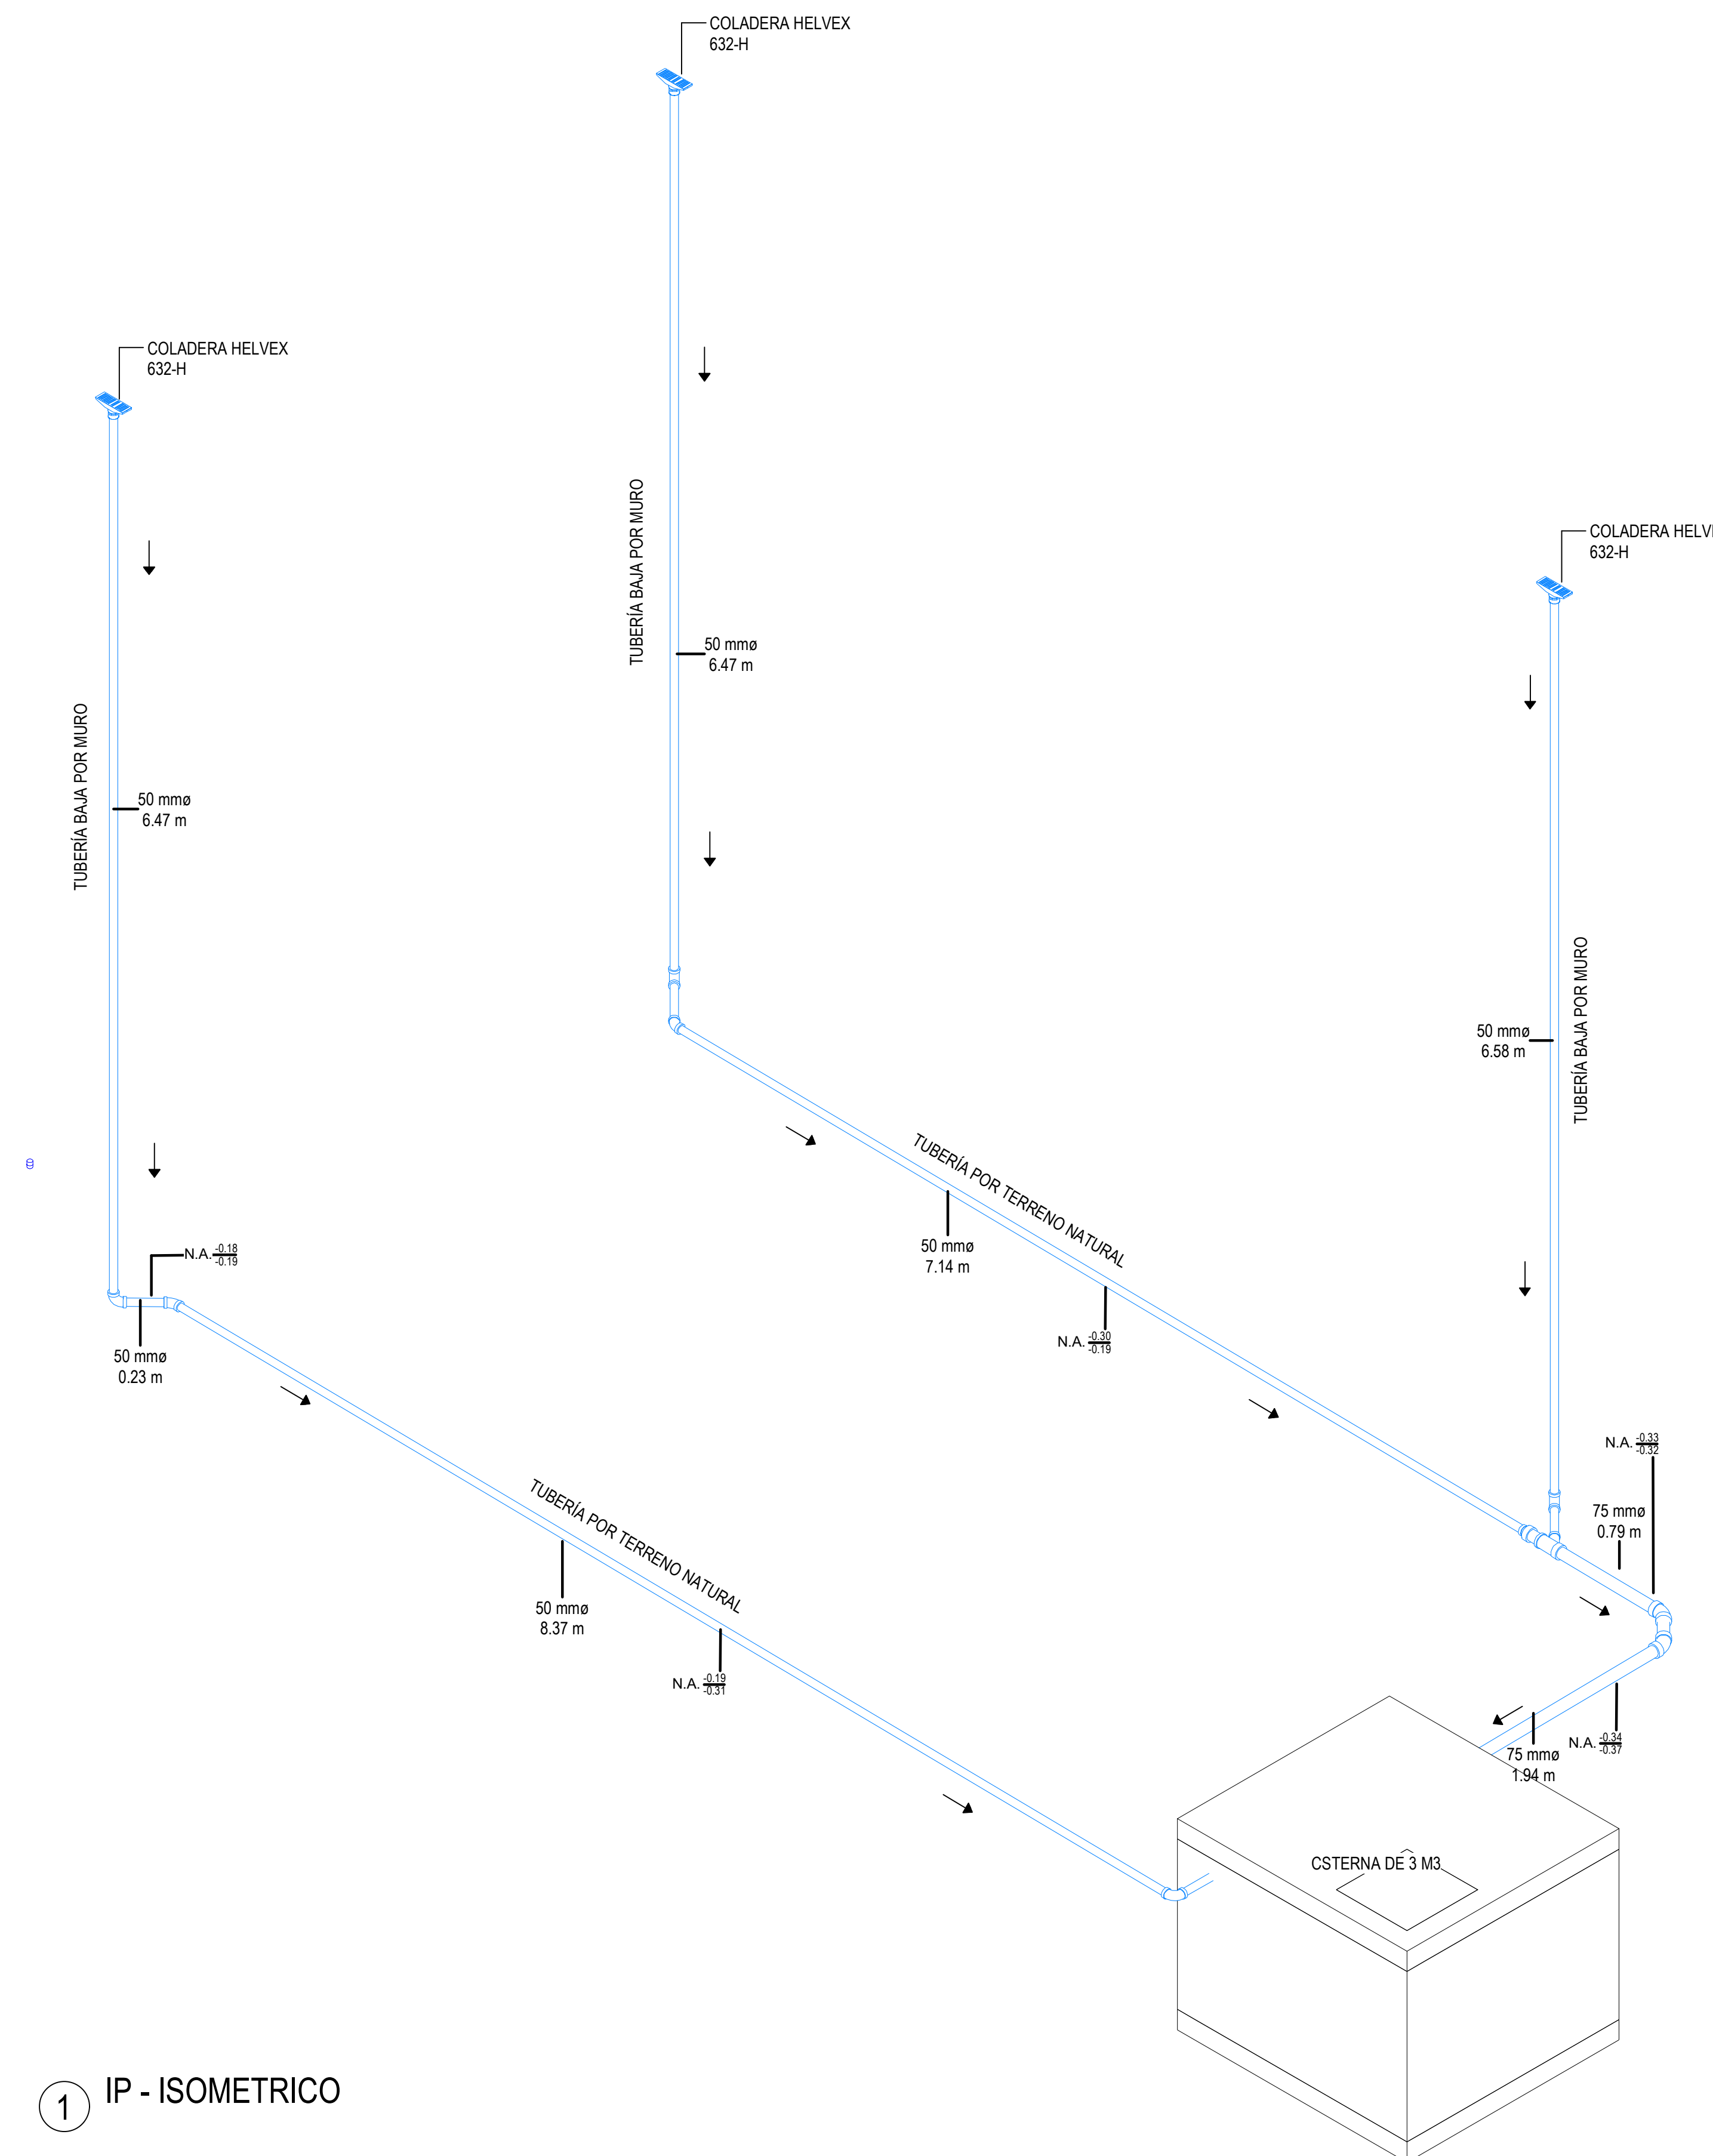 COLADERA HELVEX
632-H
COLADERA HELVEX
632-H
COLADERA HELV
632-H
TUBERÍA BAJA POR MURO
50 mmø
6.47 m
TUBERÍA BAJA POR MURO
50 mmø
6.47 m
TUBERÍA BAJA POR MURO
50 mmø
6.58 m
N.A. -0.18
-0.19
50 mmø
0.23 m
TUBERÍA POR TERRENO NATURAL
50 mmø
7.14 m
N.A. -0.30
-0.19
N.A. -0.33
-0.32
75 mmø
0.79 m
TUBERÍA POR TERRENO NATURAL
50 mmø
8.37 m
N.A. -0.19
-0.31
N.A. -0.34
-0.37
75 mmø
1.94 m
CSTERNA DE 3 M3
1 IP - ISOMETRICO